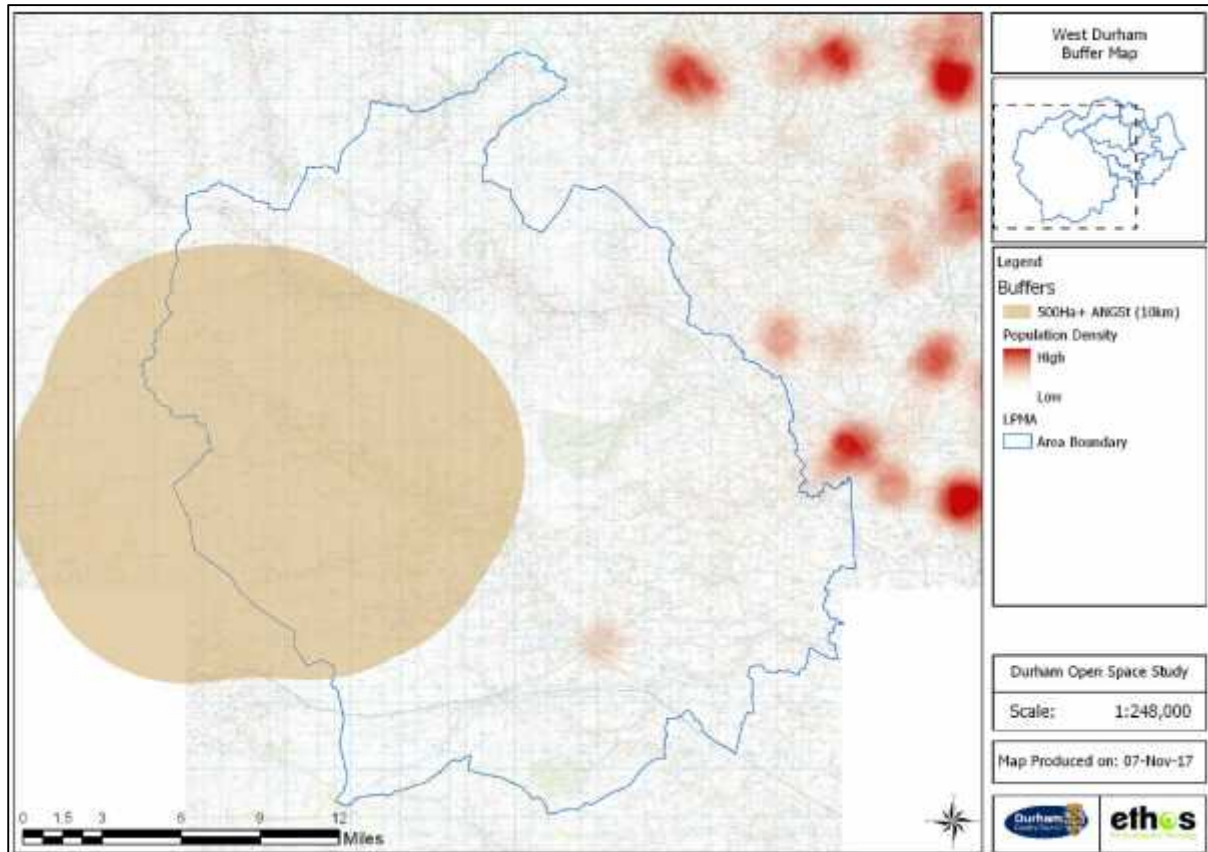 West Durham
Buffer Map
Legend
Buffers
500Ha+ ANGSt (10km)
Population Density
High
Low
LPMA
Area Boundary
Durham Open Space Study
Scale: 1:248,000
Map Produced on: 07-Nov-17
0 1.5 3 6 9 12
Miles
Durham
ethos